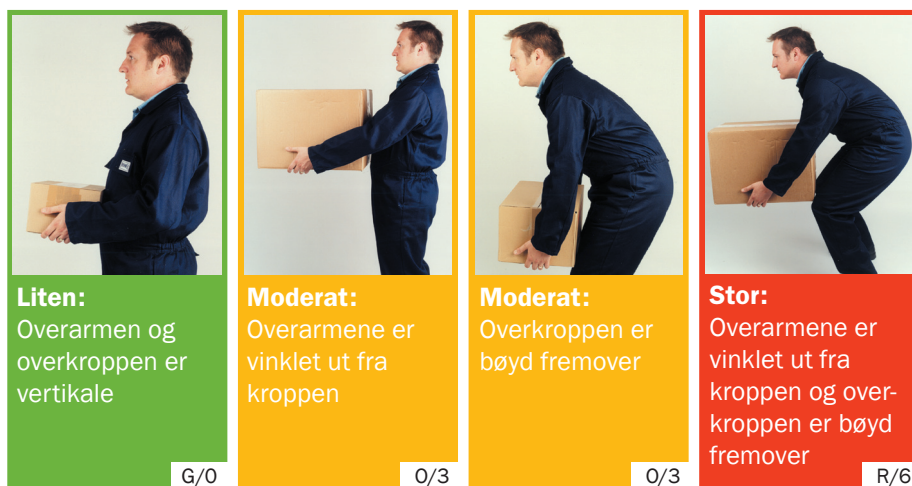 Liten:
Overarmen og
overkroppen er
vertikale
G/0
Moderat:
Overarmene er
vinklet ut fra
kroppen
O/3
Moderat:
Overkroppen er
bøyd fremover
O/3
Stor:
Overarmene er
vinklet ut fra
kroppen og over-
kroppen er bøyd
fremover
R/6